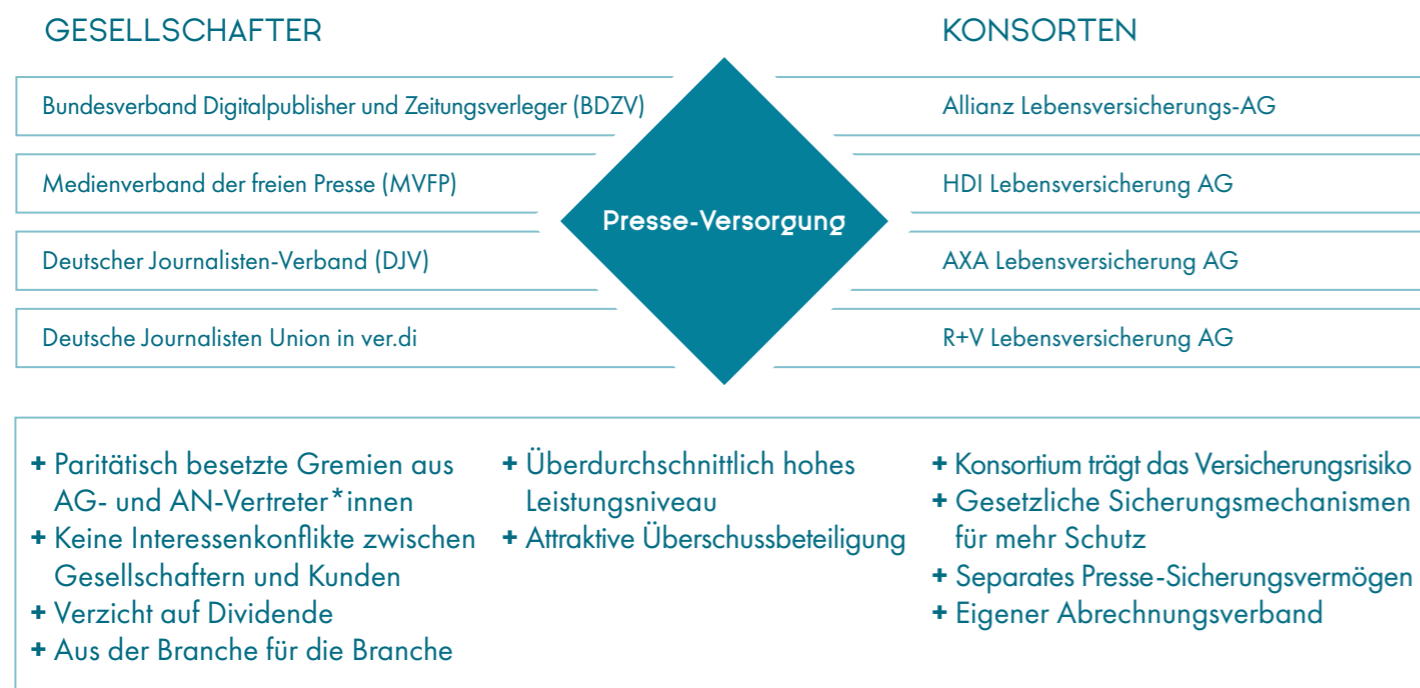 GESELLSCHAFTER
Bundesverband Digitalpublisher und Zeitungsverleger (BDZV)
Medienverband der freien Presse (MVFP)
Deutscher Journalisten-Verband (DJV)
Deutsche Journalisten Union in ver.di
Presse-Versorgung
KONSORTEN
Allianz Lebensversicherungs-AG
HDI Lebensversicherung AG
AXA Lebensversicherung AG
R+V Lebensversicherung AG
+ Paritätisch besetzte Gremien aus
AG- und AN-Vertreter*innen
+ Keine Interessenkonflikte zwischen
Gesellschaftern und Kunden
+ Verzicht auf Dividende
+ Aus der Branche für die Branche
+ Überdurchschnittlich hohes
Leistungsniveau
+ Attraktive Überschussbeteiligung
+ Konsortium trägt das Versicherungsrisiko
+ Gesetzliche Sicherungsmechanismen
für mehr Schutz
+ Separates Presse-Sicherungsvermögen
+ Eigener Abrechnungsverband